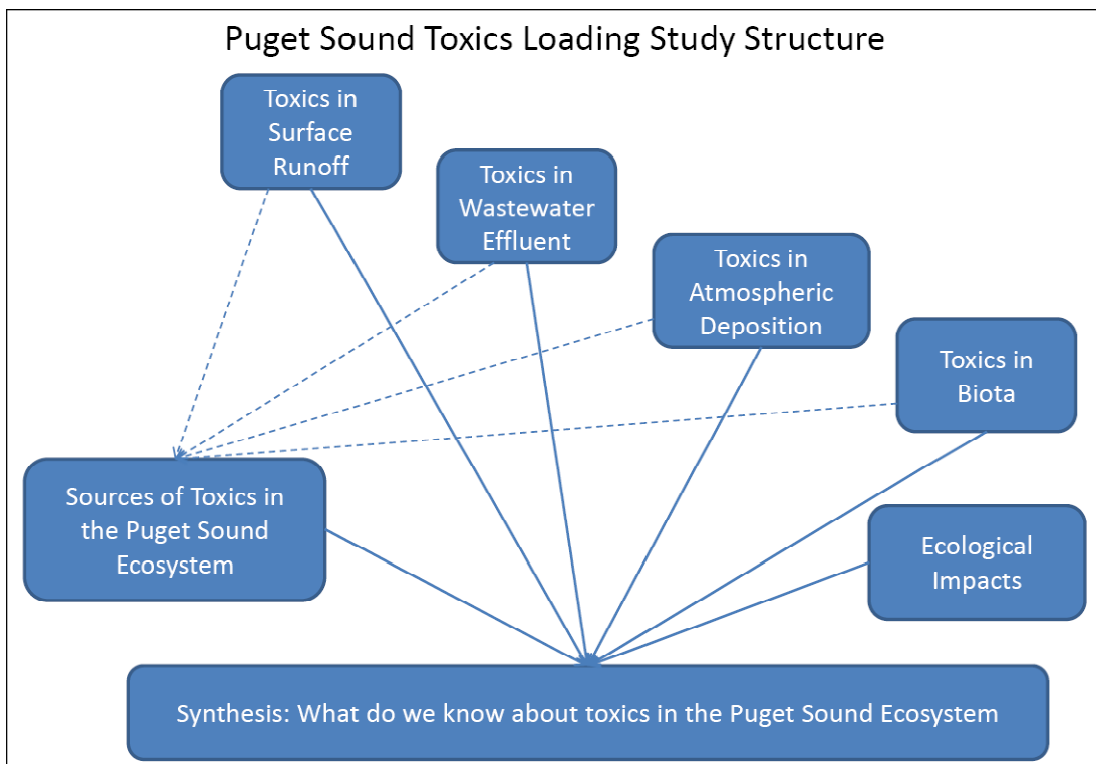 Puget Sound Toxics Loading Study Structure
Toxics in
Surface
Runoff
Toxics in
Wastewater
Effluent
Toxics in
Atmospheric
Deposition
Toxics in
Biota
Sources of Toxics in
the Puget Sound
Ecosystem
Ecological
Impacts
Synthesis: What do we know about toxics in the Puget Sound Ecosystem